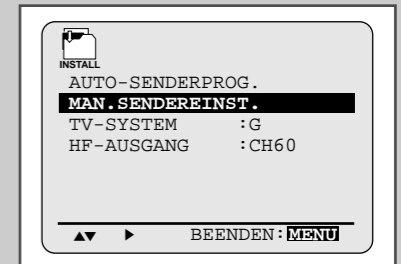 INSTALL
AUTO-SENDERPROG.
MAN.SENDEREINST.
TV-SYSTEM :G
HF-AUSGANG :CH60
▲▼ ▶ BEENDEN:MENU